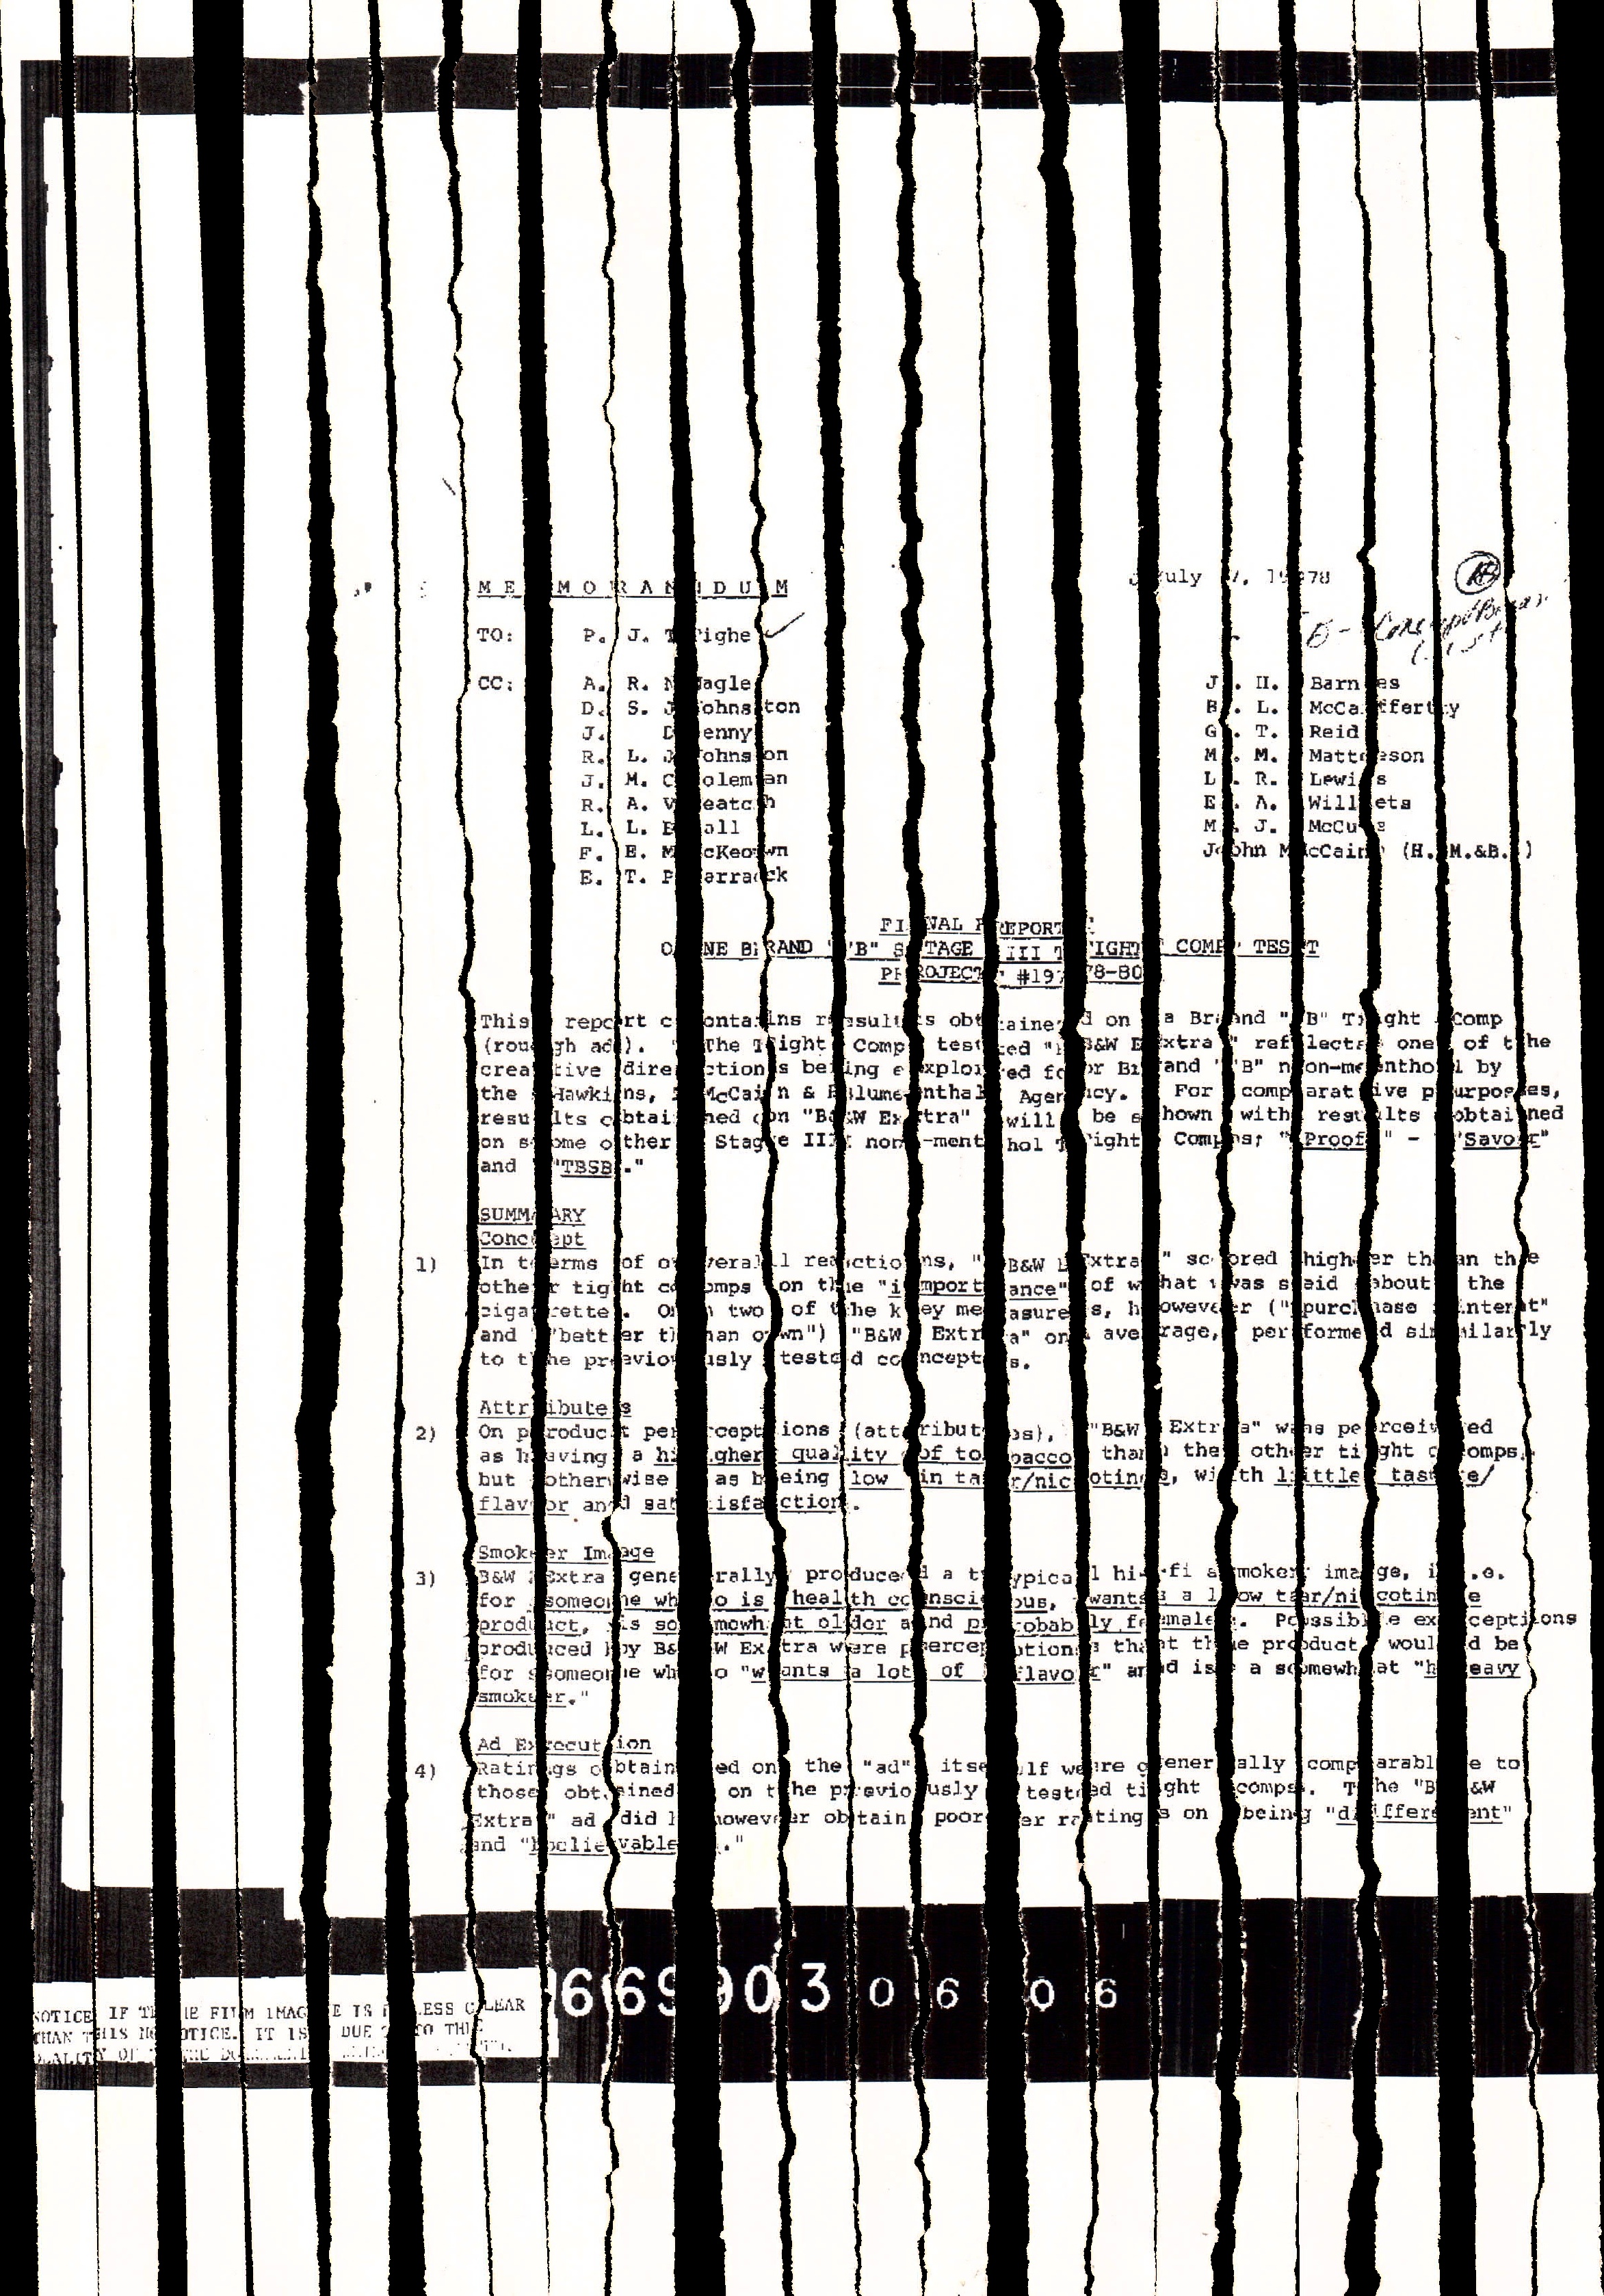 MEMORANDUM
July 7, 1978
TO: P. J. Tighe
CC: A. R. Nagle J. H. Barnes
D. S. Johnston B. L. McCafferty
J. Denny G. T. Reid
R. L. Johnson M. M. Matteson
J. M. Coleman L. R. Lewis
R. A. Veatch E. A. Willets
L. L. Ball M. J. McCue
F. E. McKeown John McCain (H.M.&B.)
E. T. Parrack
FINAL REPORT
ONE BRAND "B" STAGE III TIGHT COMP TEST
PROJECT #1978-80
This report contains results obtained on a Brand "B" Tight Comp
(rough ad). The Tight Comp tested "B&W Extra" reflects one of the
creative directions being explored for Brand "B" non-menthol by
the Hawkins, McCain & Blumenthal Agency. For comparative purposes,
results obtained on "B&W Extra" will be shown with results obtained
on some other Stage III non-menthol Tight Comps; "Proof" - "Savor"
and "TBSB."
SUMMARY
Concept
1) In terms of overall reactions, "B&W Extra" scored higher than the
other tight comps on the "importance" of what was said about the
cigarette. On two of the key measures, however ("purchase interest"
and "better than own") "B&W Extra" on average, performed similarly
to the previously tested concepts.
Attributes
2) On product perceptions (attributes), "B&W Extra" was perceived
as having a higher quality of tobacco than the other tight comps,
but otherwise as being low in tar/nicotine, with little taste/
flavor and satisfaction.
Smoker Image
3) B&W Extra generally produced a typical hi-fi smoker image, i.e.
for someone who is health conscious, wants a low tar/nicotine
product, is somewhat older and probably female. Possible exceptions
produced by B&W Extra were perceptions that the product would be
for someone who "wants a lot of flavor" and is a somewhat "heavy
smoker."
Ad Execution
4) Ratings obtained on the "ad" itself were generally comparable to
those obtained on the previously tested tight comps. The "B&W
Extra" ad did however obtain poorer ratings on being "different"
and "believable."
669903 0606
NOTICE IF THE FILM IMAGE IS LESS CLEAR
THAN THIS NOTICE. IT IS DUE TO THE
QUALITY OF THE